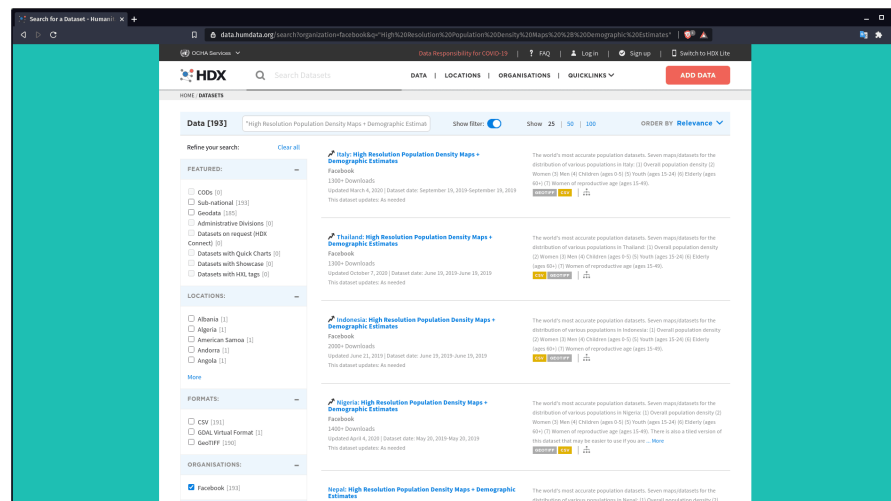 Search for a Dataset - Humanit × +
data.humdata.org/search?organization=facebook&q="High%20Resolution%20Population%20Density%20Maps%20%2B%20Demographic%20Estimates"
OCHA Services
Data Responsibility for COVID-19 | ? FAQ | Log in | Sign up | Switch to HDX Lite
HDX
Search Datasets
DATA | LOCATIONS | ORGANISATIONS | QUICKLINKS
ADD DATA
HOME / DATASETS
Data [193]
"High Resolution Population Density Maps + Demographic Estimat
Show filter:
Show 25 | 50 | 100
ORDER BY Relevance
Refine your search: Clear all
FEATURED: –
CODs [0]
Sub-national [193]
Geodata [185]
Administrative Divisions [0]
Datasets on request (HDX
Connect) [0]
Datasets with Quick Charts [0]
Datasets with Showcase [0]
Datasets with HXL tags [0]
LOCATIONS: –
Albania [1]
Algeria [1]
American Samoa [1]
Andorra [1]
Angola [1]
More
FORMATS: –
CSV [191]
GOAL Virtual Format [1]
GeoTIFF [190]
ORGANISATIONS: –
Facebook [193]
Italy: High Resolution Population Density Maps +
Demographic Estimates
Facebook
1300+ Downloads
Updated March 4, 2020 | Dataset date: September 19, 2019-September 19, 2019
This dataset updates: As needed
The world's most accurate population datasets. Seven maps/datasets for the
distribution of various populations in Italy: (1) Overall population density (2)
Women (3) Men (4) Children (ages 0-5) (5) Youth (ages 15-24) (6) Elderly (ages
60+) (7) Women of reproductive age (ages 15-49).
GEOTIFF CSV
Thailand: High Resolution Population Density Maps +
Demographic Estimates
Facebook
1300+ Downloads
Updated October 7, 2020 | Dataset date: June 19, 2019-June 19, 2019
This dataset updates: As needed
The world's most accurate population datasets. Seven maps/datasets for the
distribution of various populations in Thailand: (1) Overall population density
(2) Women (3) Men (4) Children (ages 0-5) (5) Youth (ages 15-24) (6) Elderly
(ages 60+) (7) Women of reproductive age (ages 15-49).
CSV GEOTIFF
Indonesia: High Resolution Population Density Maps +
Demographic Estimates
Facebook
2000+ Downloads
Updated June 21, 2019 | Dataset date: June 19, 2019-June 19, 2019
This dataset updates: As needed
The world's most accurate population datasets. Seven maps/datasets for the
distribution of various populations in Indonesia: (1) Overall population density
(2) Women (3) Men (4) Children (ages 0-5) (5) Youth (ages 15-24) (6) Elderly
(ages 60+) (7) Women of reproductive age (ages 15-49).
CSV GEOTIFF
Nigeria: High Resolution Population Density Maps +
Demographic Estimates
Facebook
1400+ Downloads
Updated April 4, 2020 | Dataset date: May 20, 2019-May 20, 2019
This dataset updates: As needed
The world's most accurate population datasets. Seven maps/datasets for the
distribution of various populations in Nigeria: (1) Overall population density (2)
Women (3) Men (4) Children (ages 0-5) (5) Youth (ages 15-24) (6) Elderly (ages
60+) (7) Women of reproductive age (ages 15-49). There is also a tiled version of
this dataset that may be easier to use if you are ... More
GEOTIFF CSV
Nepal: High Resolution Population Density Maps + Demographic
Estimates
The world's most accurate population datasets. Seven maps/datasets for the
distribution of various populations in Nepal: (1) Overall population density (2)